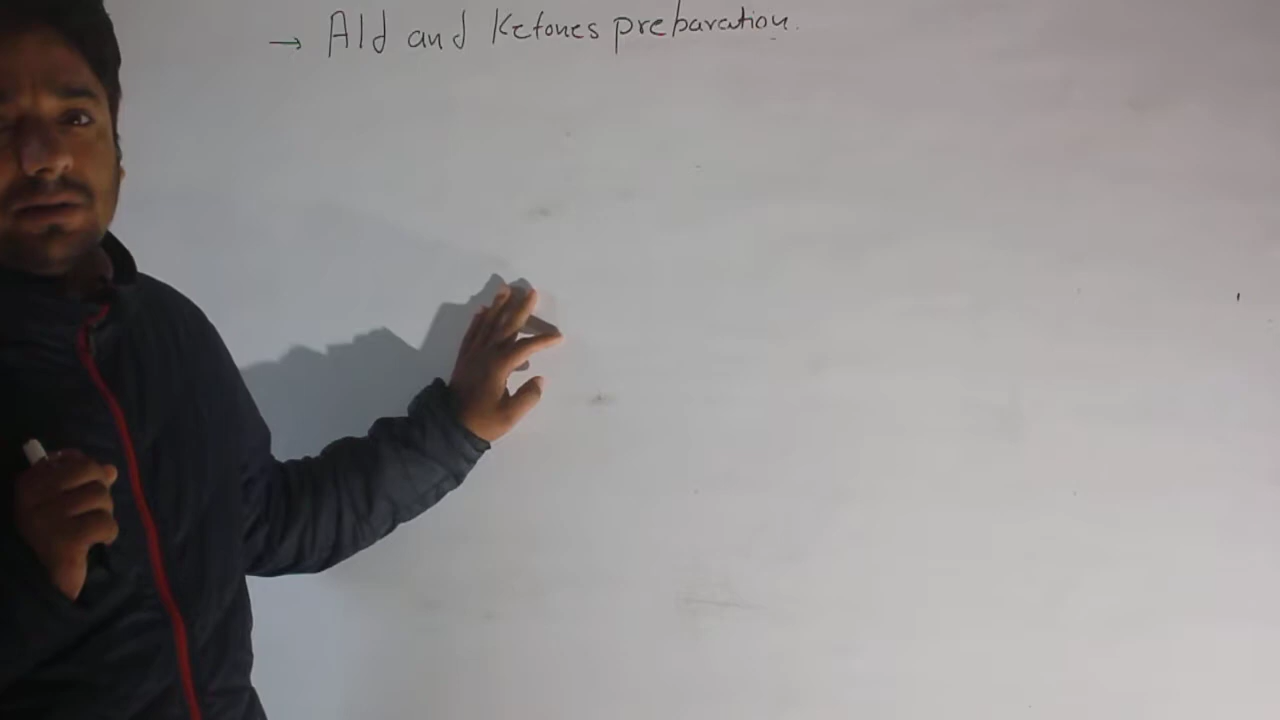 → Ald and Ketones preparation.